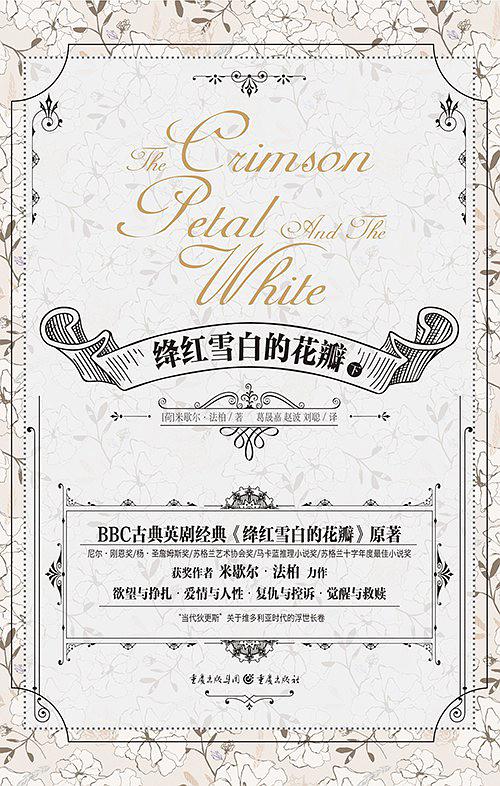 The Crimson
Petal And The
White
绛红雪白的花瓣 下
[荷]米歇尔·法柏/著 葛晟嘉 赵波 刘聪/译
BBC古典英剧经典《绛红雪白的花瓣》原著
尼尔·刚恩奖/杨·圣詹姆斯奖/苏格兰艺术协会奖/马卡蓝推理小说奖/苏格兰十字年度最佳小说奖
获奖作者 米歇尔·法柏 力作
欲望与挣扎·爱情与人性·复仇与控诉·觉醒与救赎
“当代狄更斯”关于维多利亚时代的浮世长卷
重庆出版集团 重庆出版社